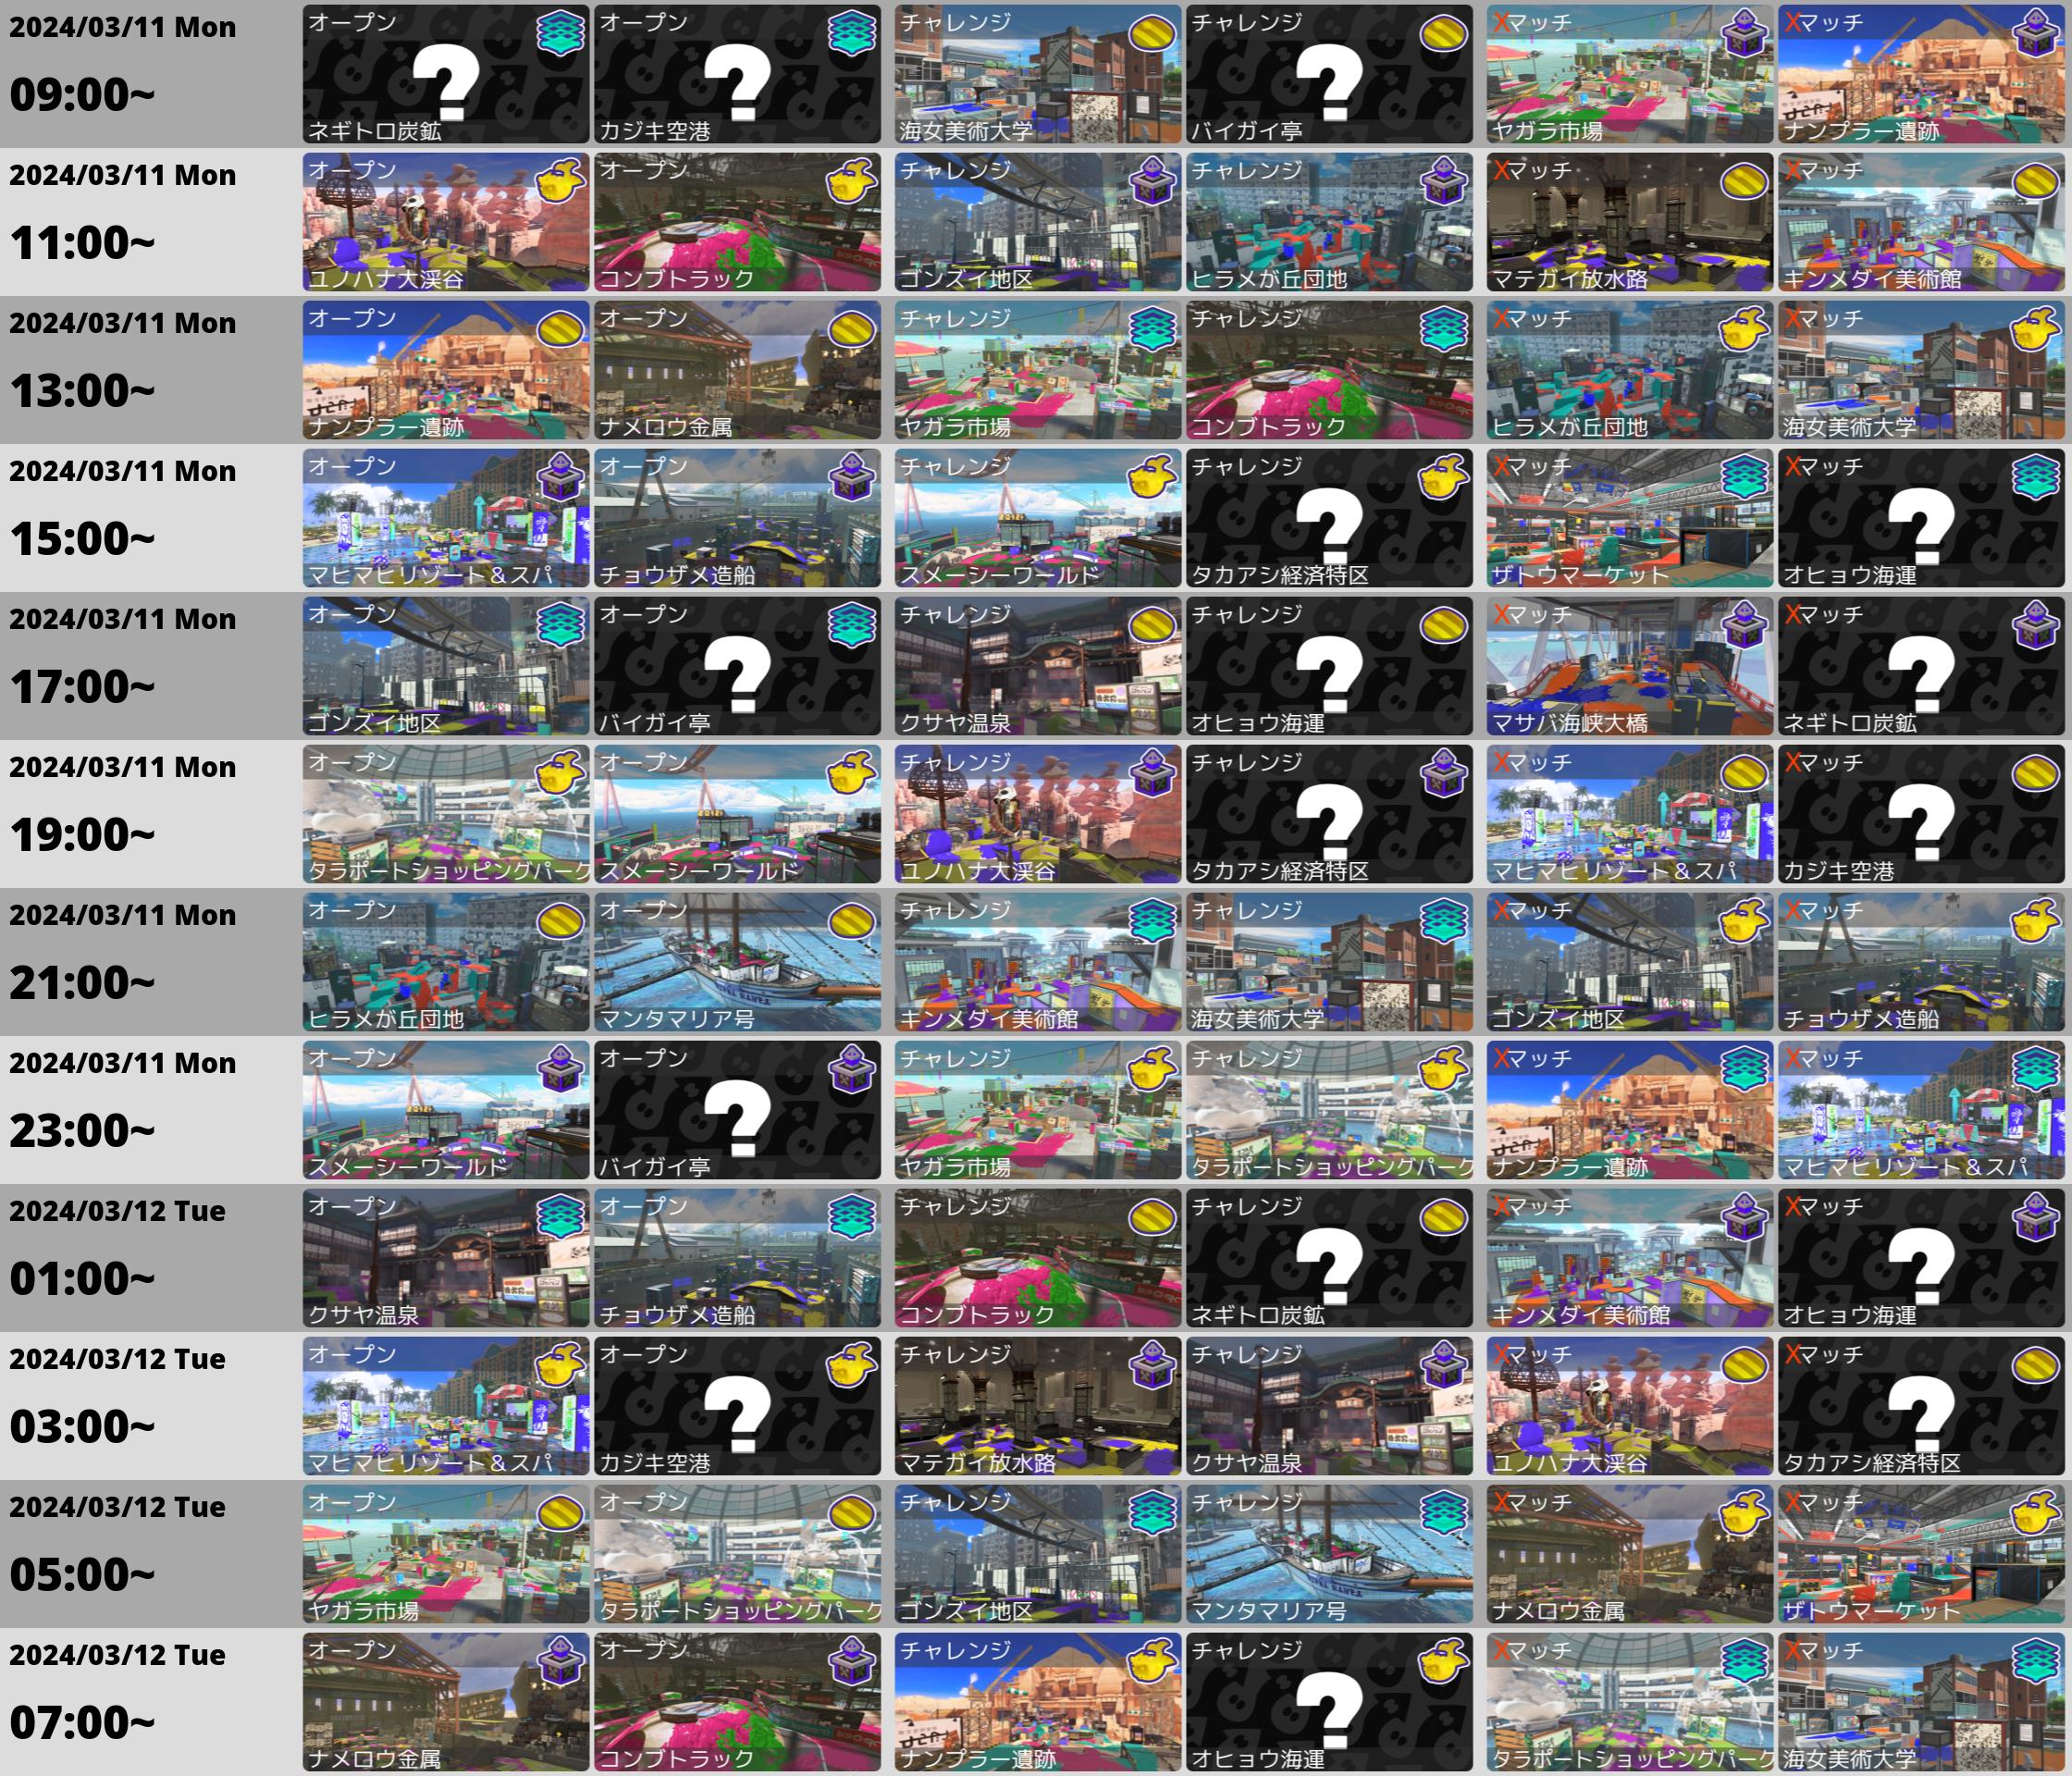 2024/03/11 Mon
09:00~
オープン
ネギトロ炭鉱
オープン
カジキ空港
チャレンジ
海女美術大学
チャレンジ
バイガイ亭
Xマッチ
ヤガラ市場
Xマッチ
ナンプラー遺跡
2024/03/11 Mon
11:00~
オープン
ユノハナ大渓谷
オープン
コンブトラック
チャレンジ
ゴンズイ地区
チャレンジ
ヒラメが丘団地
Xマッチ
マテガイ放水路
Xマッチ
キンメダイ美術館
2024/03/11 Mon
13:00~
オープン
ナンプラー遺跡
オープン
ナメロウ金属
チャレンジ
ヤガラ市場
チャレンジ
コンブトラック
Xマッチ
ヒラメが丘団地
Xマッチ
海女美術大学
2024/03/11 Mon
15:00~
オープン
マヒマヒリゾート＆スパ
オープン
チョウザメ造船
チャレンジ
スメーシーワールド
チャレンジ
タカアシ経済特区
Xマッチ
ザトウマーケット
Xマッチ
オヒョウ海運
2024/03/11 Mon
17:00~
オープン
ゴンズイ地区
オープン
バイガイ亭
チャレンジ
クサヤ温泉
チャレンジ
オヒョウ海運
Xマッチ
マサバ海峡大橋
Xマッチ
ネギトロ炭鉱
2024/03/11 Mon
19:00~
オープン
タラポートショッピングパーク
オープン
スメーシーワールド
チャレンジ
ユノハナ大渓谷
チャレンジ
タカアシ経済特区
Xマッチ
マヒマヒリゾート＆スパ
Xマッチ
カジキ空港
2024/03/11 Mon
21:00~
オープン
ヒラメが丘団地
オープン
マンタマリア号
チャレンジ
キンメダイ美術館
チャレンジ
海女美術大学
Xマッチ
ゴンズイ地区
Xマッチ
チョウザメ造船
2024/03/11 Mon
23:00~
オープン
スメーシーワールド
オープン
バイガイ亭
チャレンジ
ヤガラ市場
チャレンジ
タラポートショッピングパーク
Xマッチ
ナンプラー遺跡
Xマッチ
マヒマヒリゾート＆スパ
2024/03/12 Tue
01:00~
オープン
クサヤ温泉
オープン
チョウザメ造船
チャレンジ
コンブトラック
チャレンジ
ネギトロ炭鉱
Xマッチ
キンメダイ美術館
Xマッチ
オヒョウ海運
2024/03/12 Tue
03:00~
オープン
マヒマヒリゾート＆スパ
オープン
カジキ空港
チャレンジ
マテガイ放水路
チャレンジ
クサヤ温泉
Xマッチ
ユノハナ大渓谷
Xマッチ
タカアシ経済特区
2024/03/12 Tue
05:00~
オープン
ヤガラ市場
オープン
タラポートショッピングパーク
チャレンジ
ゴンズイ地区
チャレンジ
マンタマリア号
Xマッチ
ナメロウ金属
Xマッチ
ザトウマーケット
2024/03/12 Tue
07:00~
オープン
ナメロウ金属
オープン
コンブトラック
チャレンジ
ナンプラー遺跡
チャレンジ
オヒョウ海運
Xマッチ
タラポートショッピングパーク
Xマッチ
海女美術大学